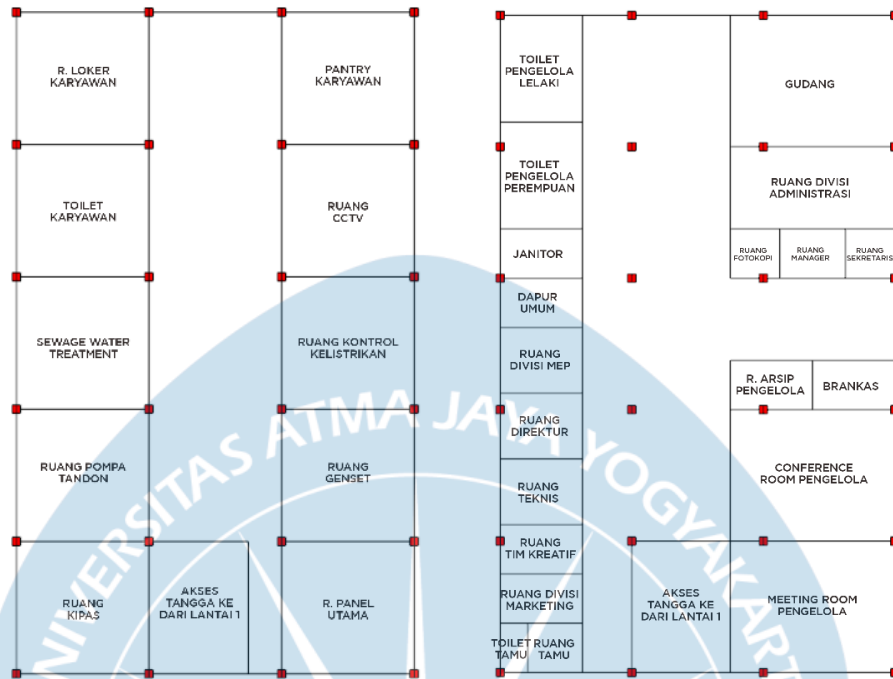 R. LOKER
KARYAWAN
PANTRY
KARYAWAN
TOILET
KARYAWAN
RUANG
CCTV
SEWAGE WATER
TREATMENT
RUANG KONTROL
KELISTRIKAN
RUANG POMPA
TANDON
RUANG
GENSET
RUANG
KIPAS
AKSES
TANGGA KE
DARI LANTAI 1
R. PANEL
UTAMA
TOILET
PENGELOLA
LELAKI
GUDANG
TOILET
PENGELOLA
PEREMPUAN
RUANG DIVISI
ADMINISTRASI
JANITOR
RUANG
FOTOKOPI
RUANG
MANAGER
RUANG
SEKRETARIS
DAPUR
UMUM
RUANG
DIVISI MEP
R. ARSIP
PENGELOLA
BRANKAS
RUANG
DIREKTUR
CONFERENCE
ROOM PENGELOLA
RUANG
TEKNIS
RUANG
TIM KREATIF
RUANG DIVISI
MARKETING
AKSES
TANGGA KE
DARI LANTAI 1
MEETING ROOM
PENGELOLA
TOILET
TAMU
RUANG
TAMU
UNIVERSITAS ATMA JAYA YOGYAKART